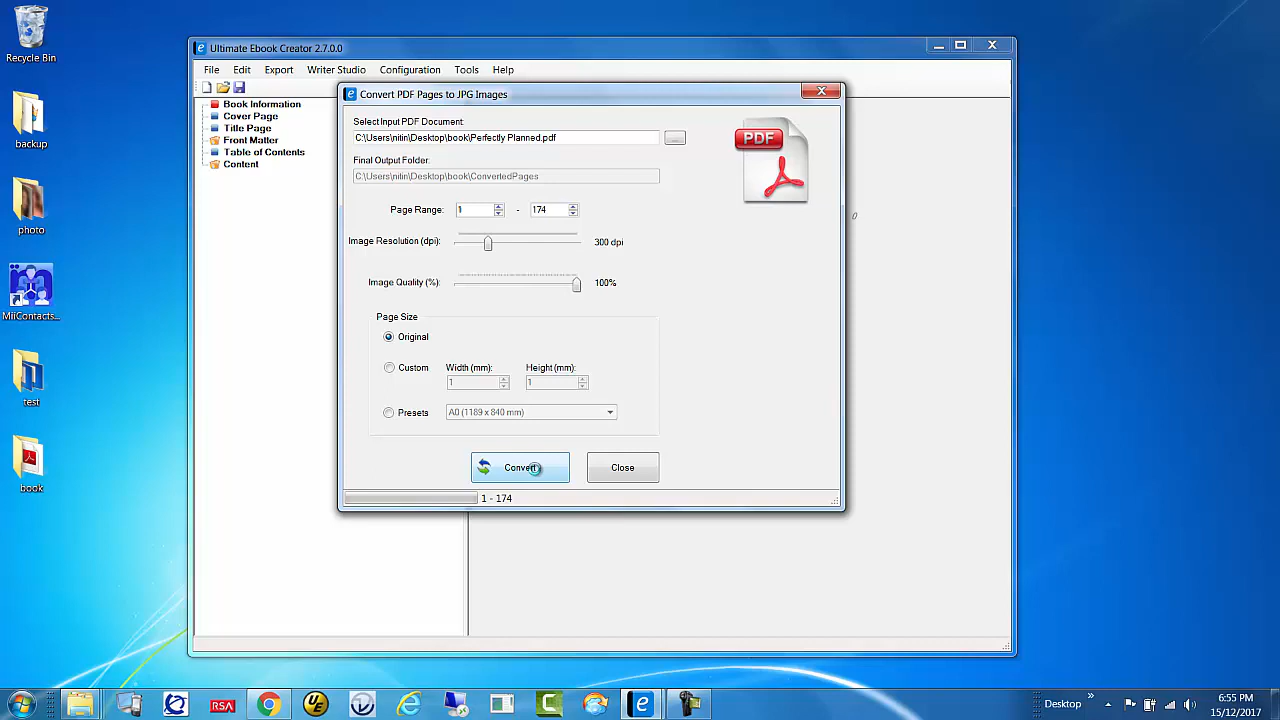 Recycle Bin
backup
photo
MiiContacts...
test
book
Ultimate Ebook Creator 2.7.0.0
File Edit Export Writer Studio Configuration Tools Help
Book Information
Cover Page
Title Page
Front Matter
Table of Contents
Content
Convert PDF Pages to JPG Images
Select Input PDF Document:
C:\Users\nitin\Desktop\book\Perfectly Planned.pdf
...
PDF
Final Output Folder:
C:\Users\nitin\Desktop\book\ConvertedPages
Page Range: 1 - 174
Image Resolution (dpi): 300 dpi
Image Quality (%): 100%
Page Size
Original
Custom Width (mm): Height (mm):
1 1
Presets A0 (1189 x 840 mm)
Convert Close
1 - 174
0
RSA
UE
Desktop
6:55 PM
15/12/2017